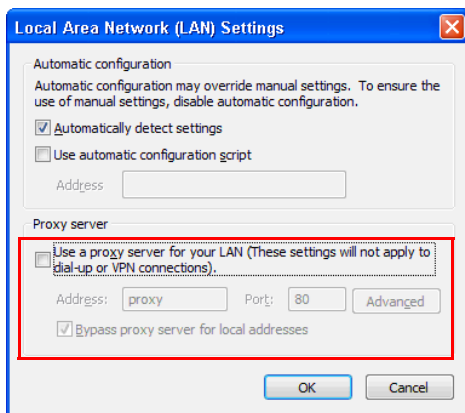 Local Area Network (LAN) Settings
Automatic configuration
Automatic configuration may override manual settings. To ensure the
use of manual settings, disable automatic configuration.
Automatically detect settings
Use automatic configuration script
Address
Proxy server
Use a proxy server for your LAN (These settings will not apply to
dial-up or VPN connections).
Address: proxy Port: 80 Advanced
Bypass proxy server for local addresses
OK Cancel